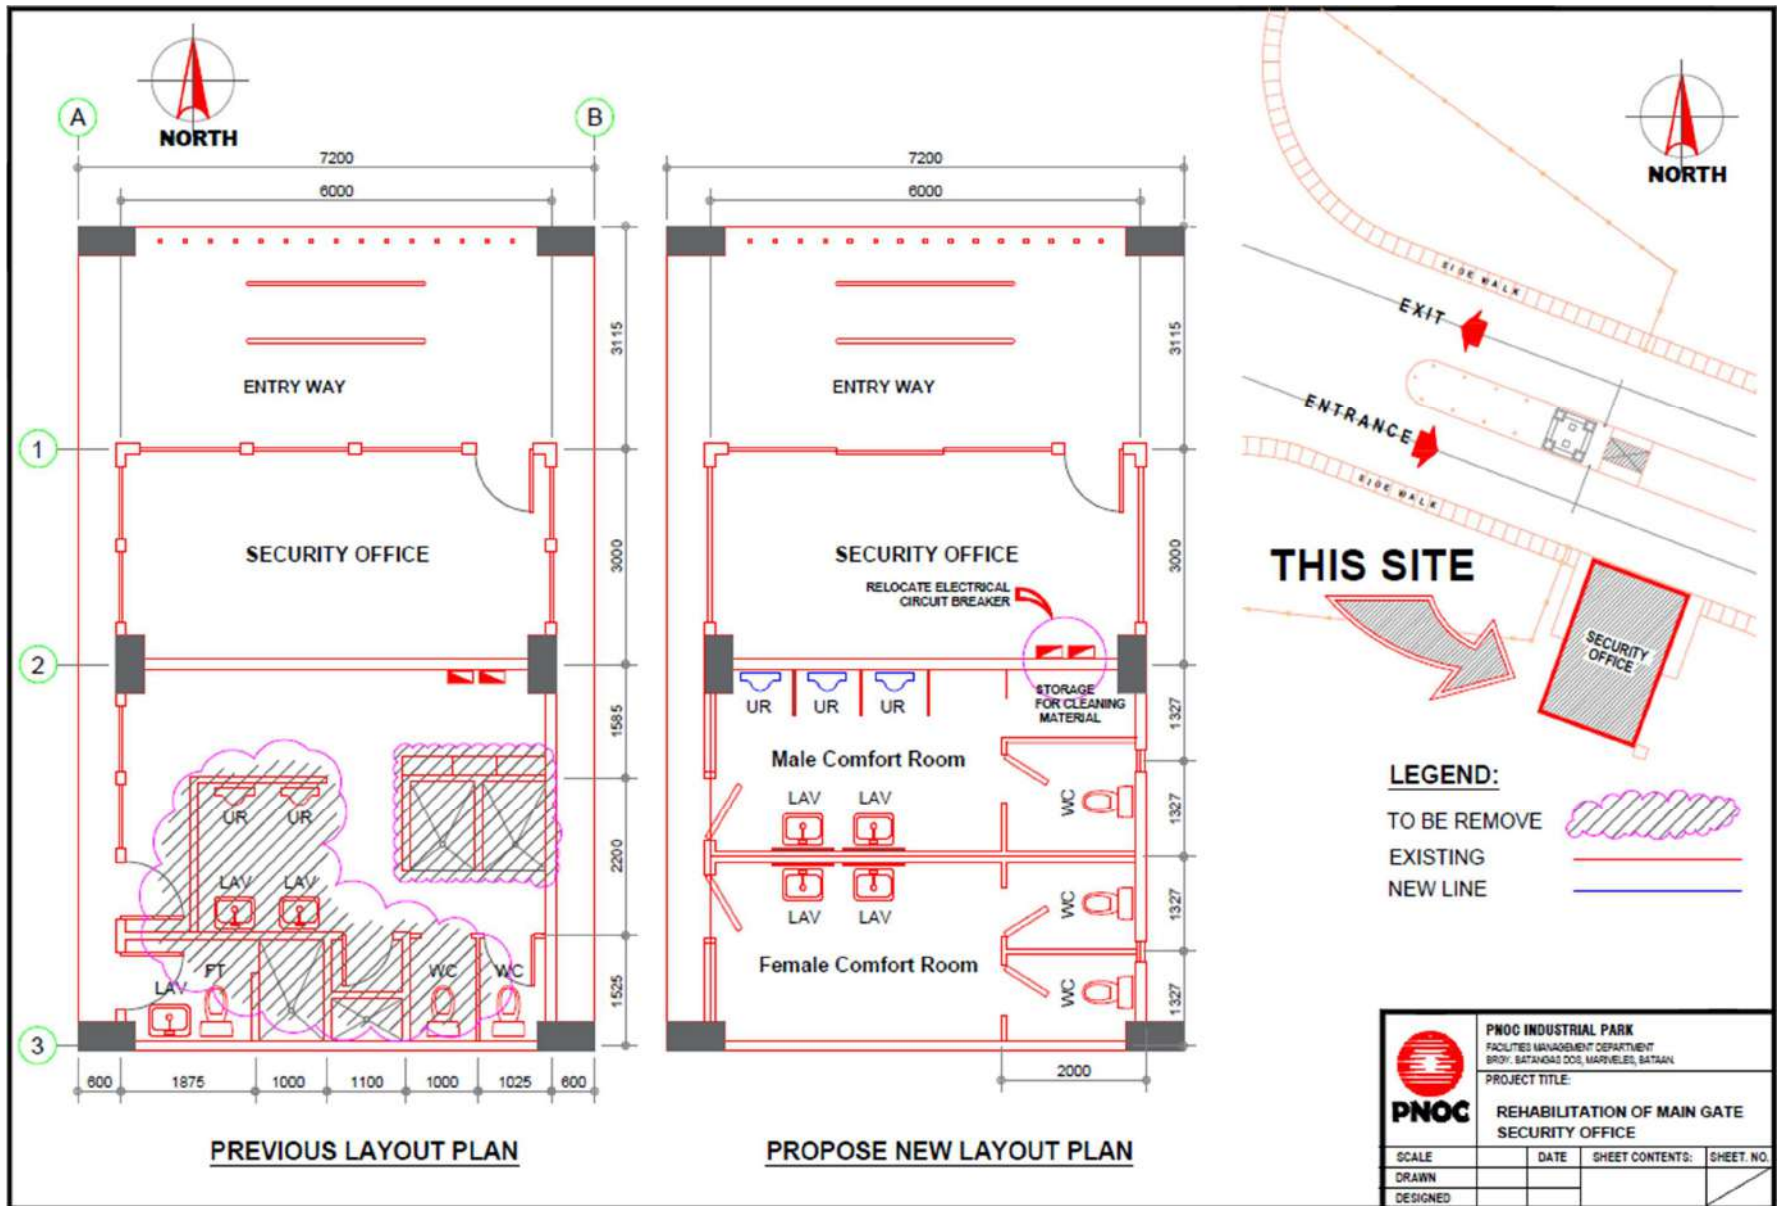 NORTH
A
B
7200
6000
3115
ENTRY WAY
1
SECURITY OFFICE
3000
2
1585
UR
UR
2200
LAV
LAV
FT
LAV
WC
WC
1525
3
600
1875
1000
1100
1000
1025
600
PREVIOUS LAYOUT PLAN
7200
6000
3115
ENTRY WAY
SECURITY OFFICE
3000
RELOCATE ELECTRICAL
CIRCUIT BREAKER
STORAGE
FOR CLEANING
MATERIAL
UR
UR
UR
1327
Male Comfort Room
LAV
LAV
WC
1327
LAV
LAV
WC
1327
Female Comfort Room
WC
1327
2000
PROPOSE NEW LAYOUT PLAN
NORTH
SIDE WALK
EXIT
ENTRANCE
SIDE WALK
THIS SITE
SECURITY
OFFICE
LEGEND:
TO BE REMOVE
EXISTING
NEW LINE
PNOC
PNOC INDUSTRIAL PARK
FACILITIES MANAGEMENT DEPARTMENT
BRGY. BATANGAS DOS, MARIVELES, BATAAN.
PROJECT TITLE:
REHABILITATION OF MAIN GATE
SECURITY OFFICE
SCALE
DATE
SHEET CONTENTS:
SHEET. NO.
DRAWN
DESIGNED